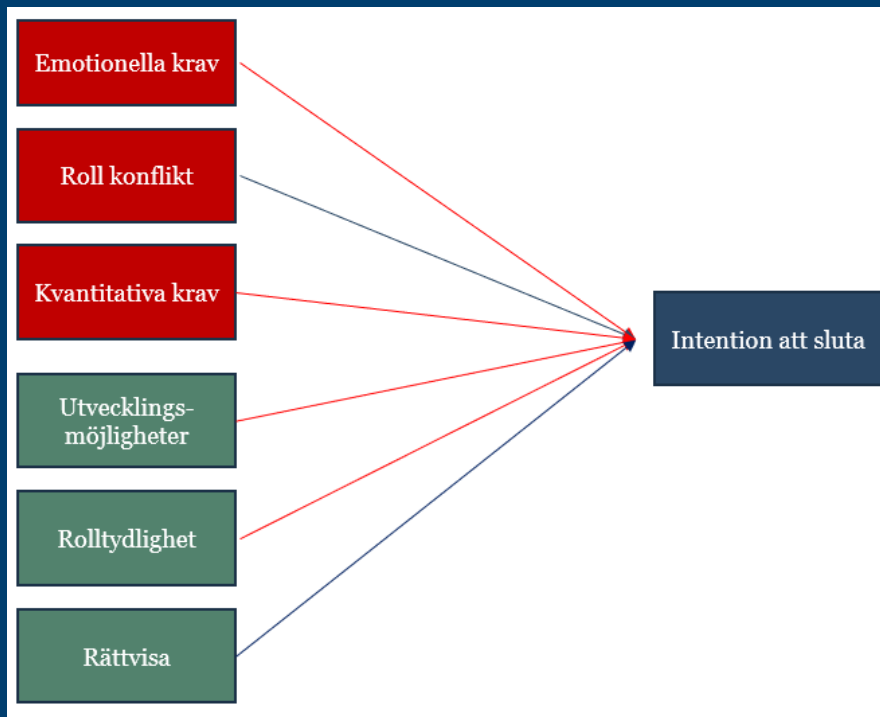 Emotionella krav
Roll konflikt
Kvantitativa krav
Intention att sluta
Utvecklings-
möjligheter
Rolltydlighet
Rättvisa